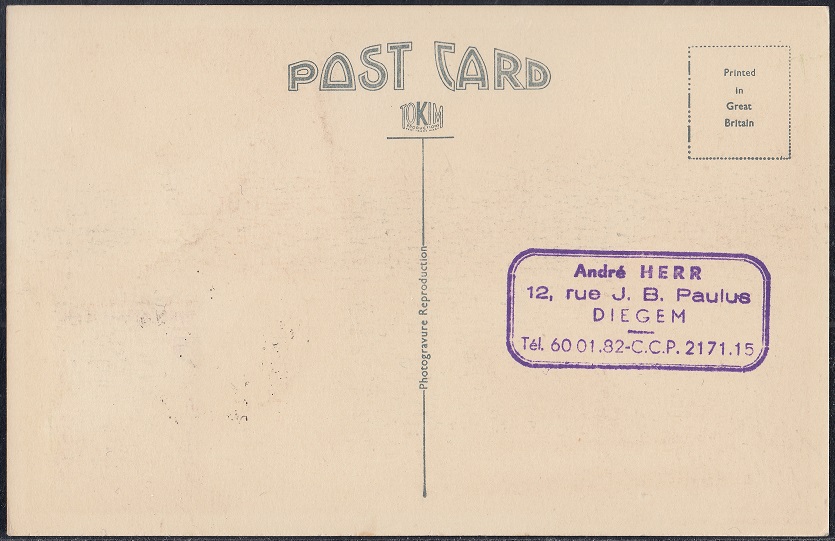 POST CARD
TOKIM
PRODUCTIONS
Printed
in
Great
Britain
Photogravure Reproduction
André HERR
12, rue J. B. Paulus
DIEGEM
Tél. 60 01.82-C.C.P. 2171.15